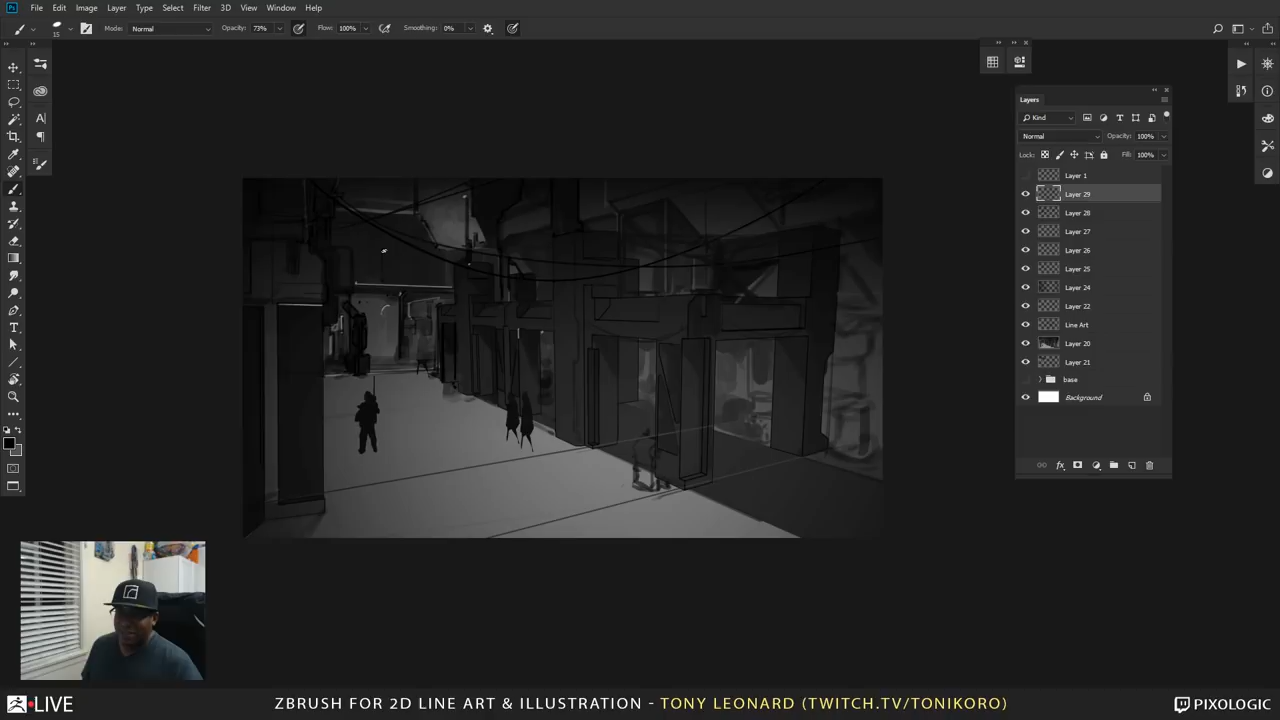 Ps File Edit Image Layer Type Select Filter 3D View Window Help
15 Mode: Normal Opacity: 73% Flow: 100% Smoothing: 0%
Layers
Kind
Normal Opacity: 100%
Lock: Fill: 100%
Layer 1
Layer 29
Layer 28
Layer 27
Layer 26
Layer 25
Layer 24
Layer 22
Line Art
Layer 20
Layer 21
base
Background
LIVE ZBRUSH FOR 2D LINE ART & ILLUSTRATION - TONY LEONARD (TWITCH.TV/TONIKORO) PIXOLOGIC